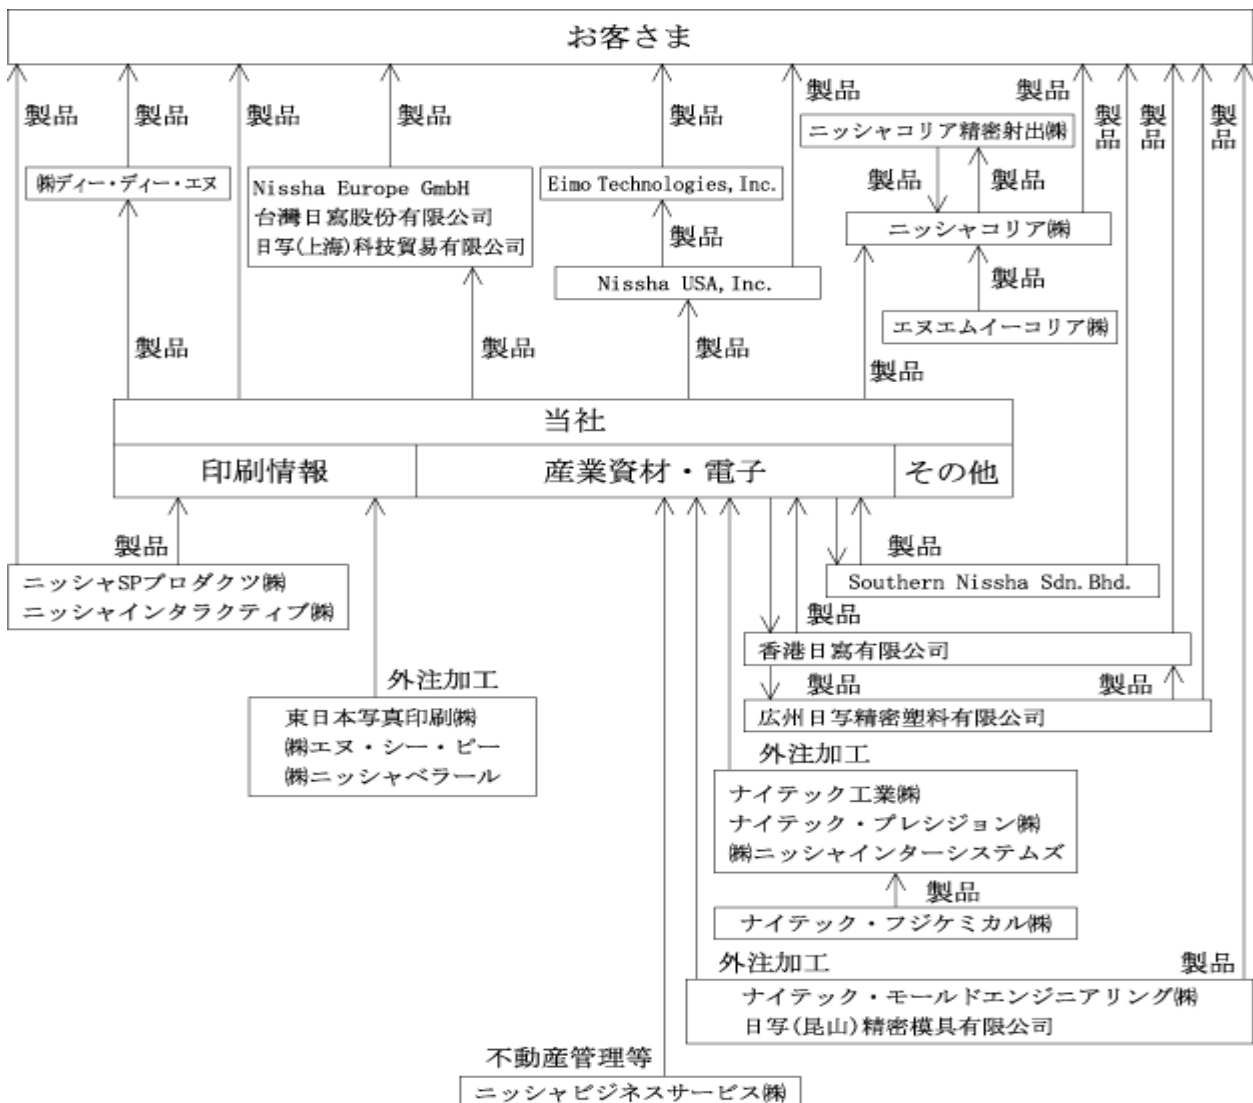 お客さま
製品
製品
製品
製品
製品
製品
製品
製品
製品
製品
㈱ディー・ディー・エヌ
Nissha Europe GmbH
台灣日寫股份有限公司
日写(上海)科技貿易有限公司
Eimo Technologies, Inc.
ニッシャコリア精密射出㈱
製品
製品
ニッシャコリア㈱
製品
Nissha USA, Inc.
製品
エヌエムイーコリア㈱
製品
製品
製品
製品
当社
印刷情報
産業資材・電子
その他
製品
製品
ニッシャSPプロダクツ㈱
ニッシャインタラクティブ㈱
Southern Nissha Sdn. Bhd.
製品
香港日寫有限公司
製品
製品
広州日写精密塑料有限公司
外注加工
東日本写真印刷㈱
㈱エヌ・シー・ピー
㈱ニッシャベラール
外注加工
ナイテック工業㈱
ナイテック・プレシジョン㈱
㈱ニッシャインターシステムズ
製品
ナイテック・フジケミカル㈱
外注加工
製品
ナイテック・モールドエンジニアリング㈱
日写(昆山)精密模具有限公司
不動産管理等
ニッシャビジネスサービス㈱